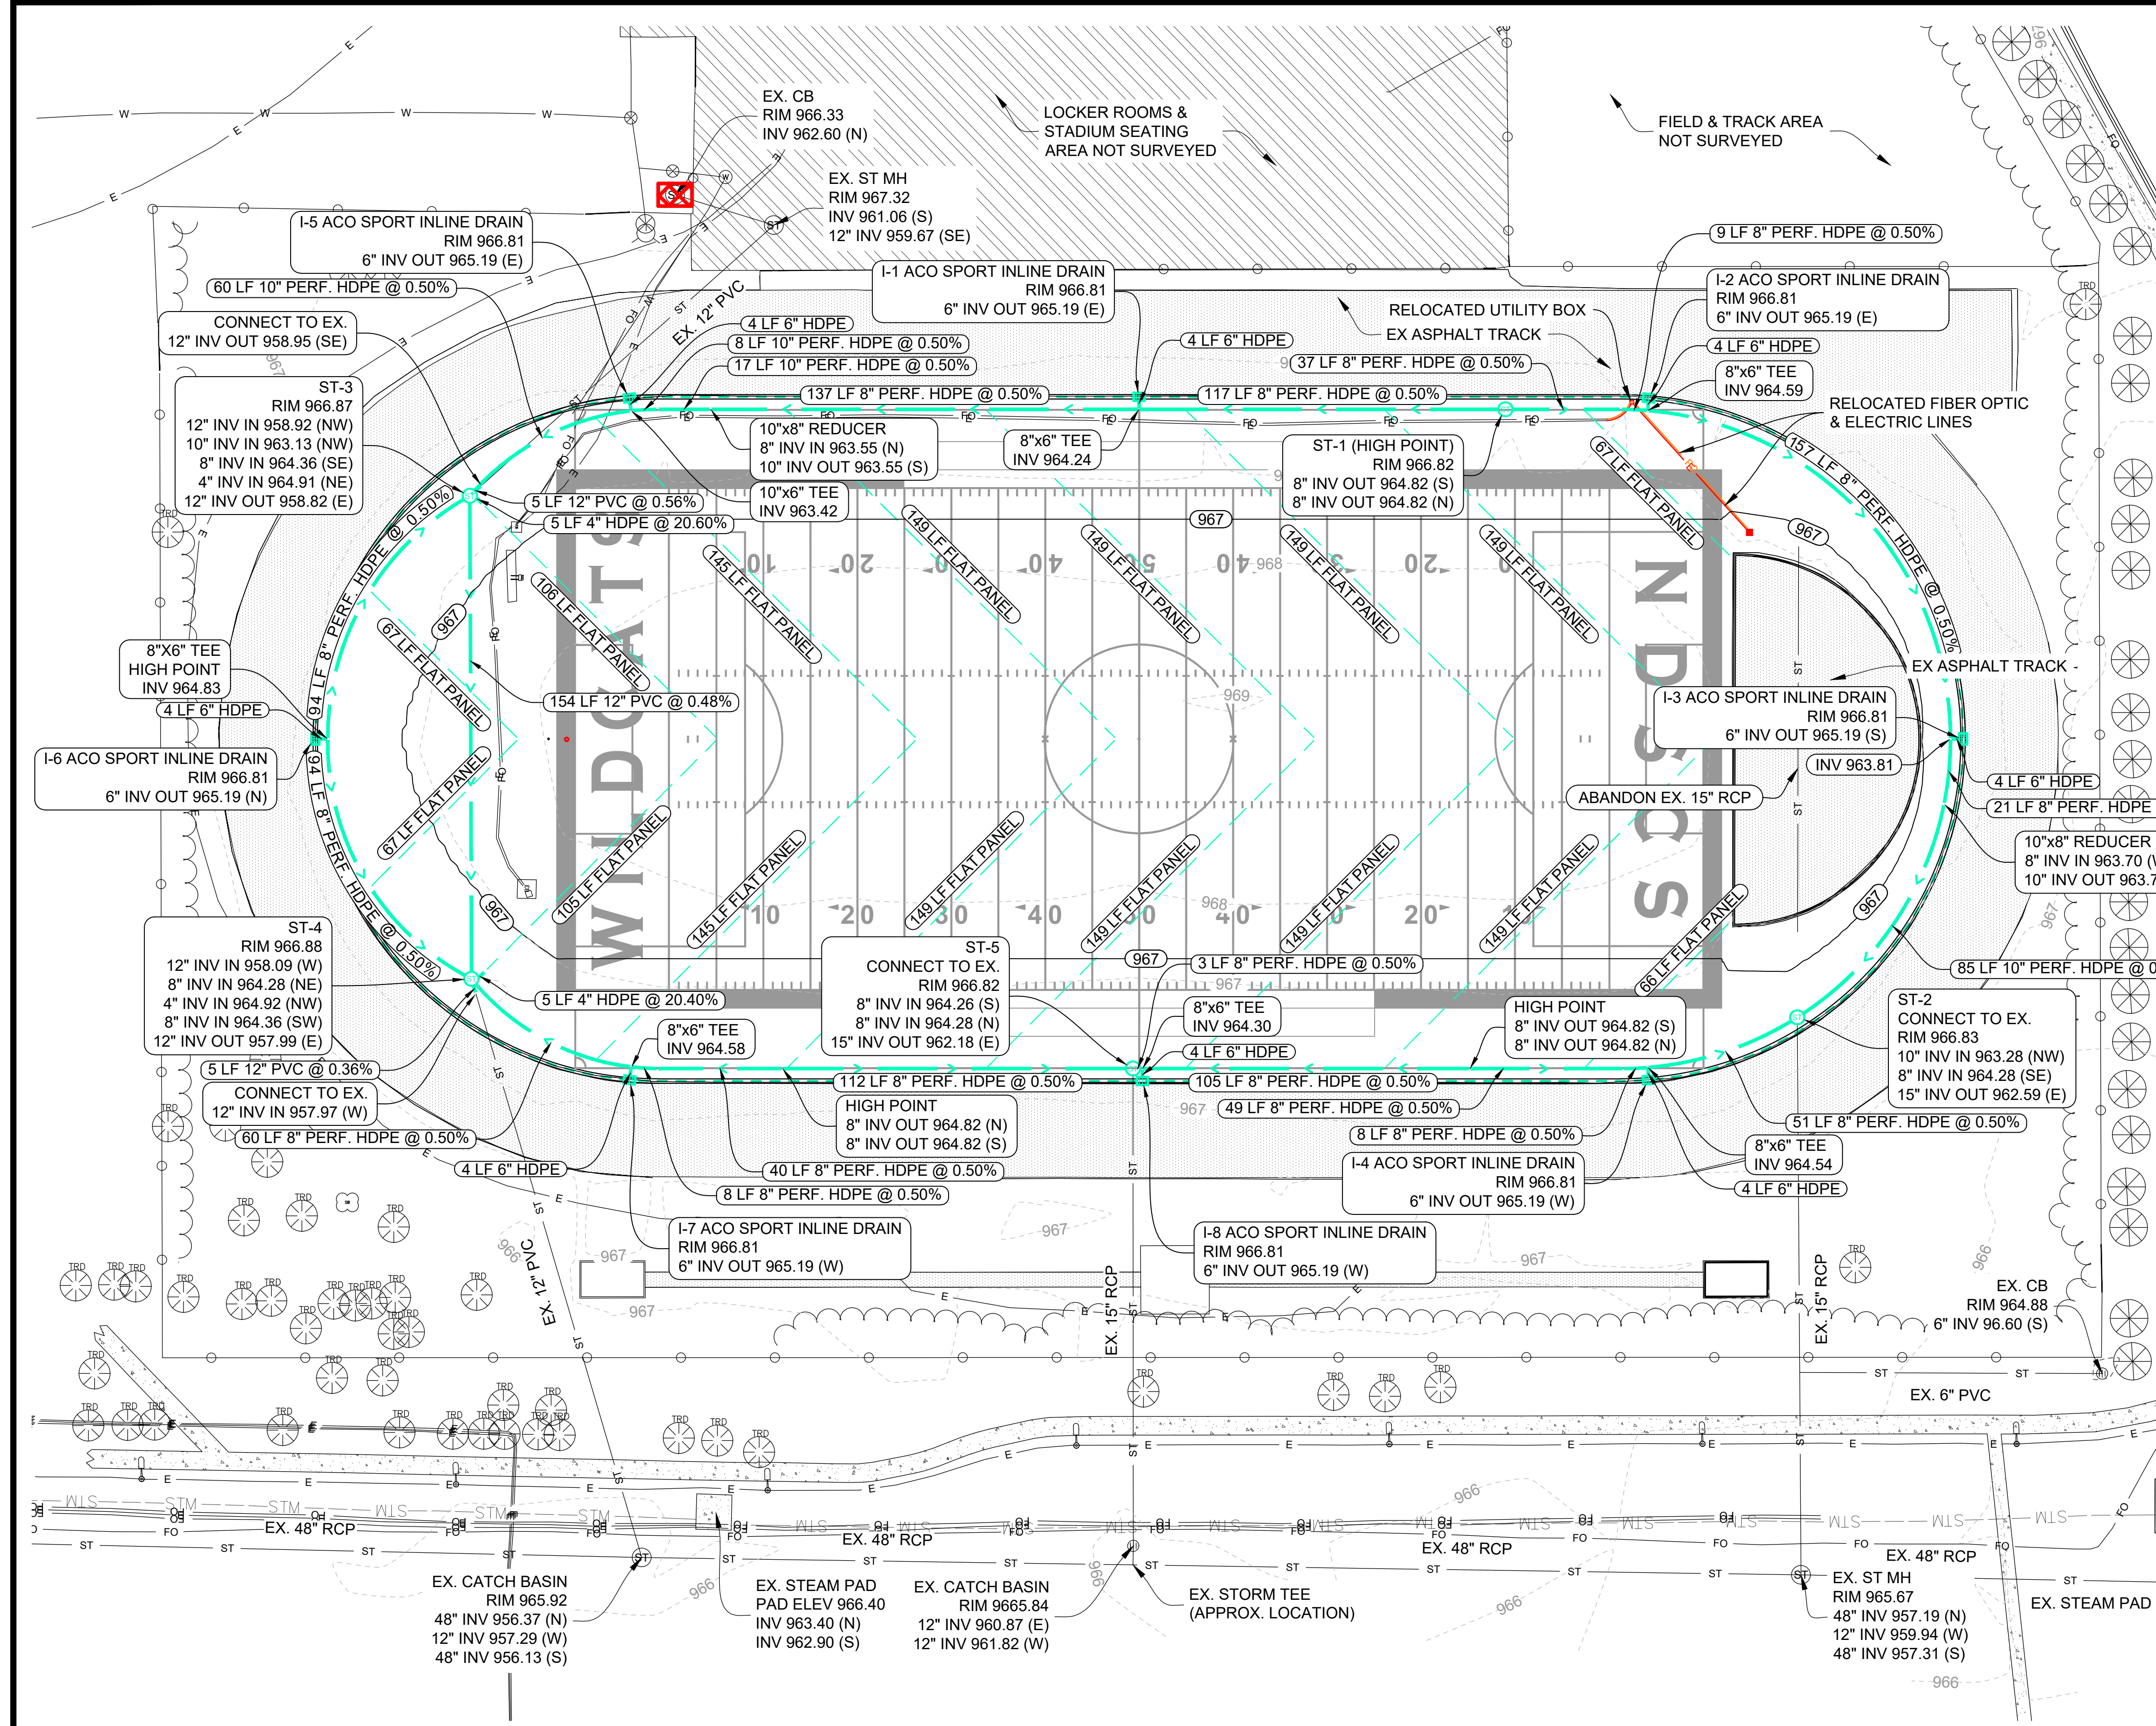 EX. CB
RIM 966.33
INV 962.60 (N)
LOCKER ROOMS &
STADIUM SEATING
AREA NOT SURVEYED
FIELD & TRACK AREA
NOT SURVEYED
EX. ST MH
RIM 967.32
INV 961.06 (S)
12" INV 959.67 (SE)
I-5 ACO SPORT INLINE DRAIN
RIM 966.81
6" INV OUT 965.19 (E)
60 LF 10" PERF. HDPE @ 0.50%
CONNECT TO EX.
12" INV OUT 958.95 (SE)
EX. 12" PVC
I-1 ACO SPORT INLINE DRAIN
RIM 966.81
6" INV OUT 965.19 (E)
9 LF 8" PERF. HDPE @ 0.50%
I-2 ACO SPORT INLINE DRAIN
RIM 966.81
6" INV OUT 965.19 (E)
RELOCATED UTILITY BOX
EX ASPHALT TRACK
4 LF 6" HDPE
8 LF 10" PERF. HDPE @ 0.50%
17 LF 10" PERF. HDPE @ 0.50%
4 LF 6" HDPE
37 LF 8" PERF. HDPE @ 0.50%
4 LF 6" HDPE
8"x6" TEE
INV 964.59
RELOCATED FIBER OPTIC
& ELECTRIC LINES
137 LF 8" PERF. HDPE @ 0.50%
117 LF 8" PERF. HDPE @ 0.50%
ST-3
RIM 966.87
12" INV IN 958.92 (NW)
10" INV IN 963.13 (NW)
8" INV IN 964.36 (SE)
4" INV IN 964.91 (NE)
12" INV OUT 958.82 (E)
10"x8" REDUCER
8" INV IN 963.55 (N)
10" INV OUT 963.55 (S)
8"x6" TEE
INV 964.24
ST-1 (HIGH POINT)
RIM 966.82
8" INV OUT 964.82 (S)
8" INV OUT 964.82 (N)
10"x6" TEE
INV 963.42
5 LF 12" PVC @ 0.56%
5 LF 4" HDPE @ 20.60%
67 LF FLAT PANEL
157 LF 8" PERF. HDPE @ 0.50%
94 LF 8" PERF. HDPE @ 0.50%
967
967
967
106 LF FLAT PANEL
145 LF FLAT PANEL
149 LF FLAT PANEL
149 LF FLAT PANEL
149 LF FLAT PANEL
149 LF FLAT PANEL
968
969
67 LF FLAT PANEL
8"X6" TEE
HIGH POINT
INV 964.83
4 LF 6" HDPE
154 LF 12" PVC @ 0.48%
WILDCATS
NDSCS
EX ASPHALT TRACK
I-3 ACO SPORT INLINE DRAIN
RIM 966.81
6" INV OUT 965.19 (S)
INV 963.81
ABANDON EX. 15" RCP
4 LF 6" HDPE
21 LF 8" PERF. HDPE
10"x8" REDUCER
8" INV IN 963.70
10" INV OUT 963.7
I-6 ACO SPORT INLINE DRAIN
RIM 966.81
6" INV OUT 965.19 (N)
94 LF 8" PERF. HDPE @ 0.50%
67 LF FLAT PANEL
105 LF FLAT PANEL
145 LF FLAT PANEL
149 LF FLAT PANEL
149 LF FLAT PANEL
149 LF FLAT PANEL
149 LF FLAT PANEL
66 LF FLAT PANEL
967
967
967
968
967
85 LF 10" PERF. HDPE @
ST-4
RIM 966.88
12" INV IN 958.09 (W)
8" INV IN 964.28 (NE)
4" INV IN 964.92 (NW)
8" INV IN 964.36 (SW)
12" INV OUT 957.99 (E)
5 LF 4" HDPE @ 20.40%
ST-5
CONNECT TO EX.
RIM 966.82
8" INV IN 964.26 (S)
8" INV IN 964.28 (N)
15" INV OUT 962.18 (E)
3 LF 8" PERF. HDPE @ 0.50%
8"x6" TEE
INV 964.30
4 LF 6" HDPE
HIGH POINT
8" INV OUT 964.82 (S)
8" INV OUT 964.82 (N)
ST-2
CONNECT TO EX.
RIM 966.83
10" INV IN 963.28 (NW)
8" INV IN 964.28 (SE)
15" INV OUT 962.59 (E)
8"x6" TEE
INV 964.58
5 LF 12" PVC @ 0.36%
CONNECT TO EX.
12" INV IN 957.97 (W)
60 LF 8" PERF. HDPE @ 0.50%
4 LF 6" HDPE
112 LF 8" PERF. HDPE @ 0.50%
105 LF 8" PERF. HDPE @ 0.50%
HIGH POINT
8" INV OUT 964.82 (N)
8" INV OUT 964.82 (S)
967
49 LF 8" PERF. HDPE @ 0.50%
8 LF 8" PERF. HDPE @ 0.50%
51 LF 8" PERF. HDPE @ 0.50%
8"x6" TEE
INV 964.54
40 LF 8" PERF. HDPE @ 0.50%
8 LF 8" PERF. HDPE @ 0.50%
I-4 ACO SPORT INLINE DRAIN
RIM 966.81
6" INV OUT 965.19 (W)
4 LF 6" HDPE
I-7 ACO SPORT INLINE DRAIN
RIM 966.81
6" INV OUT 965.19 (W)
I-8 ACO SPORT INLINE DRAIN
RIM 966.81
6" INV OUT 965.19 (W)
967
966
967
967
967
966
EX. 12" PVC
EX. 15" RCP
EX. 15" RCP
EX. CB
RIM 964.88
6" INV 96.60 (S)
EX. 6" PVC
EX. 48" RCP
EX. 48" RCP
EX. 48" RCP
EX. 48" RCP
EX. CATCH BASIN
RIM 965.92
48" INV 956.37 (N)
12" INV 957.29 (W)
48" INV 956.13 (S)
EX. STEAM PAD
PAD ELEV 966.40
INV 963.40 (N)
INV 962.90 (S)
EX. CATCH BASIN
RIM 9665.84
12" INV 960.87 (E)
12" INV 961.82 (W)
EX. STORM TEE
(APPROX. LOCATION)
EX. ST MH
RIM 965.67
48" INV 957.19 (N)
12" INV 959.94 (W)
48" INV 957.31 (S)
EX. STEAM PAD
966
966
966
966
966